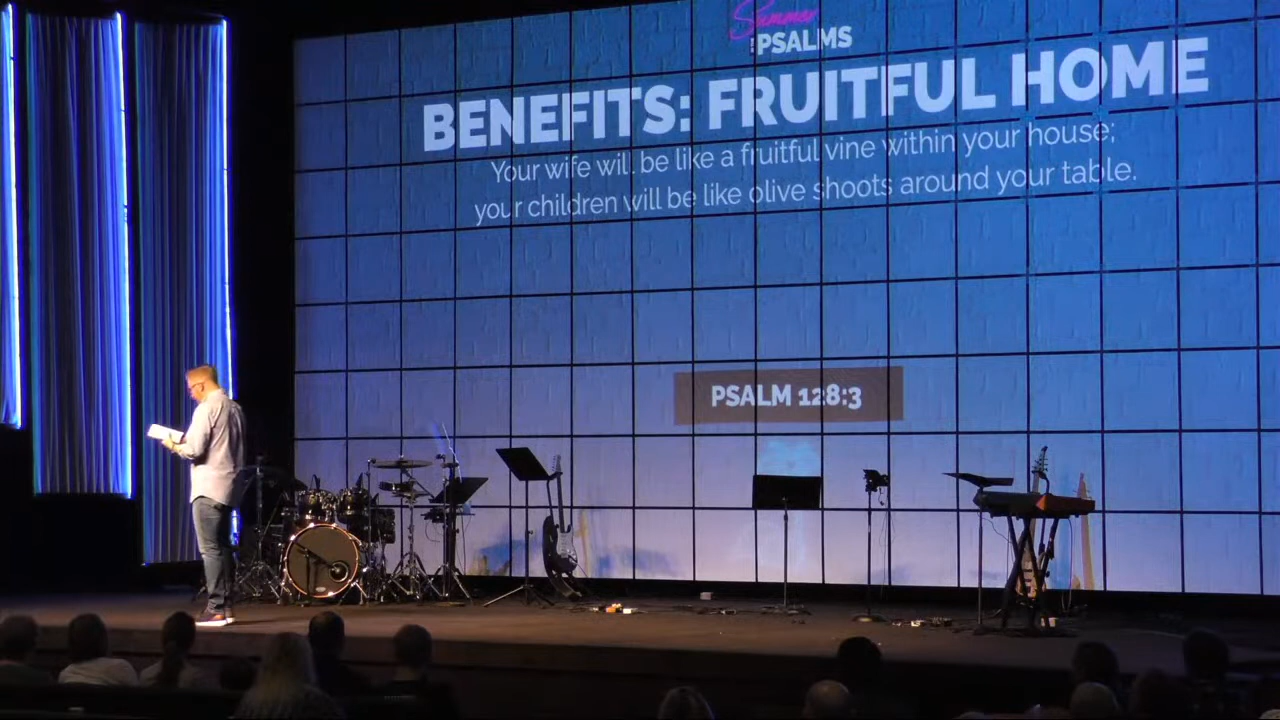 Summer
PSALMS
BENEFITS: FRUITFUL HOME
Your wife will be like a fruitful vine within your house;
your children will be like olive shoots around your table.
PSALM 128:3